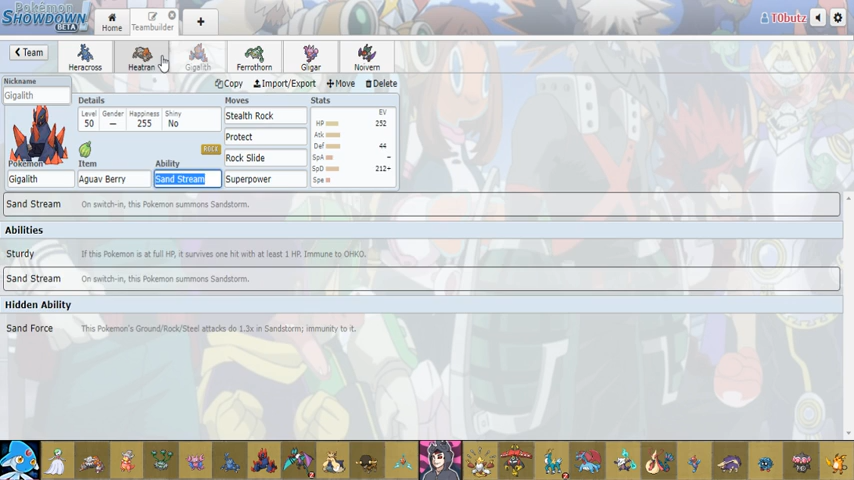 Pokémon
SHOWDOWN
BETA
Home
Teambuilder
+
T0butz
Team
Heracross
Heatran
Gigalith
Ferrothorn
Gligar
Noivern
Nickname
Gigalith
Copy
Import/Export
Move
Delete
Details
Moves
Stats
Level Gender Happiness Shiny
50 — 255 No
Stealth Rock
Protect
Rock Slide
Superpower
EV
HP 252
Atk
Def 44
SpA –
SpD 212+
Spe
ROCK
Pokémon Item Ability
Gigalith Aguav Berry Sand Stream
Sand Stream On switch-in, this Pokemon summons Sandstorm.
Abilities
Sturdy If this Pokemon is at full HP, it survives one hit with at least 1 HP. Immune to OHKO.
Sand Stream On switch-in, this Pokemon summons Sandstorm.
Hidden Ability
Sand Force This Pokemon's Ground/Rock/Steel attacks do 1.3x in Sandstorm; immunity to it.